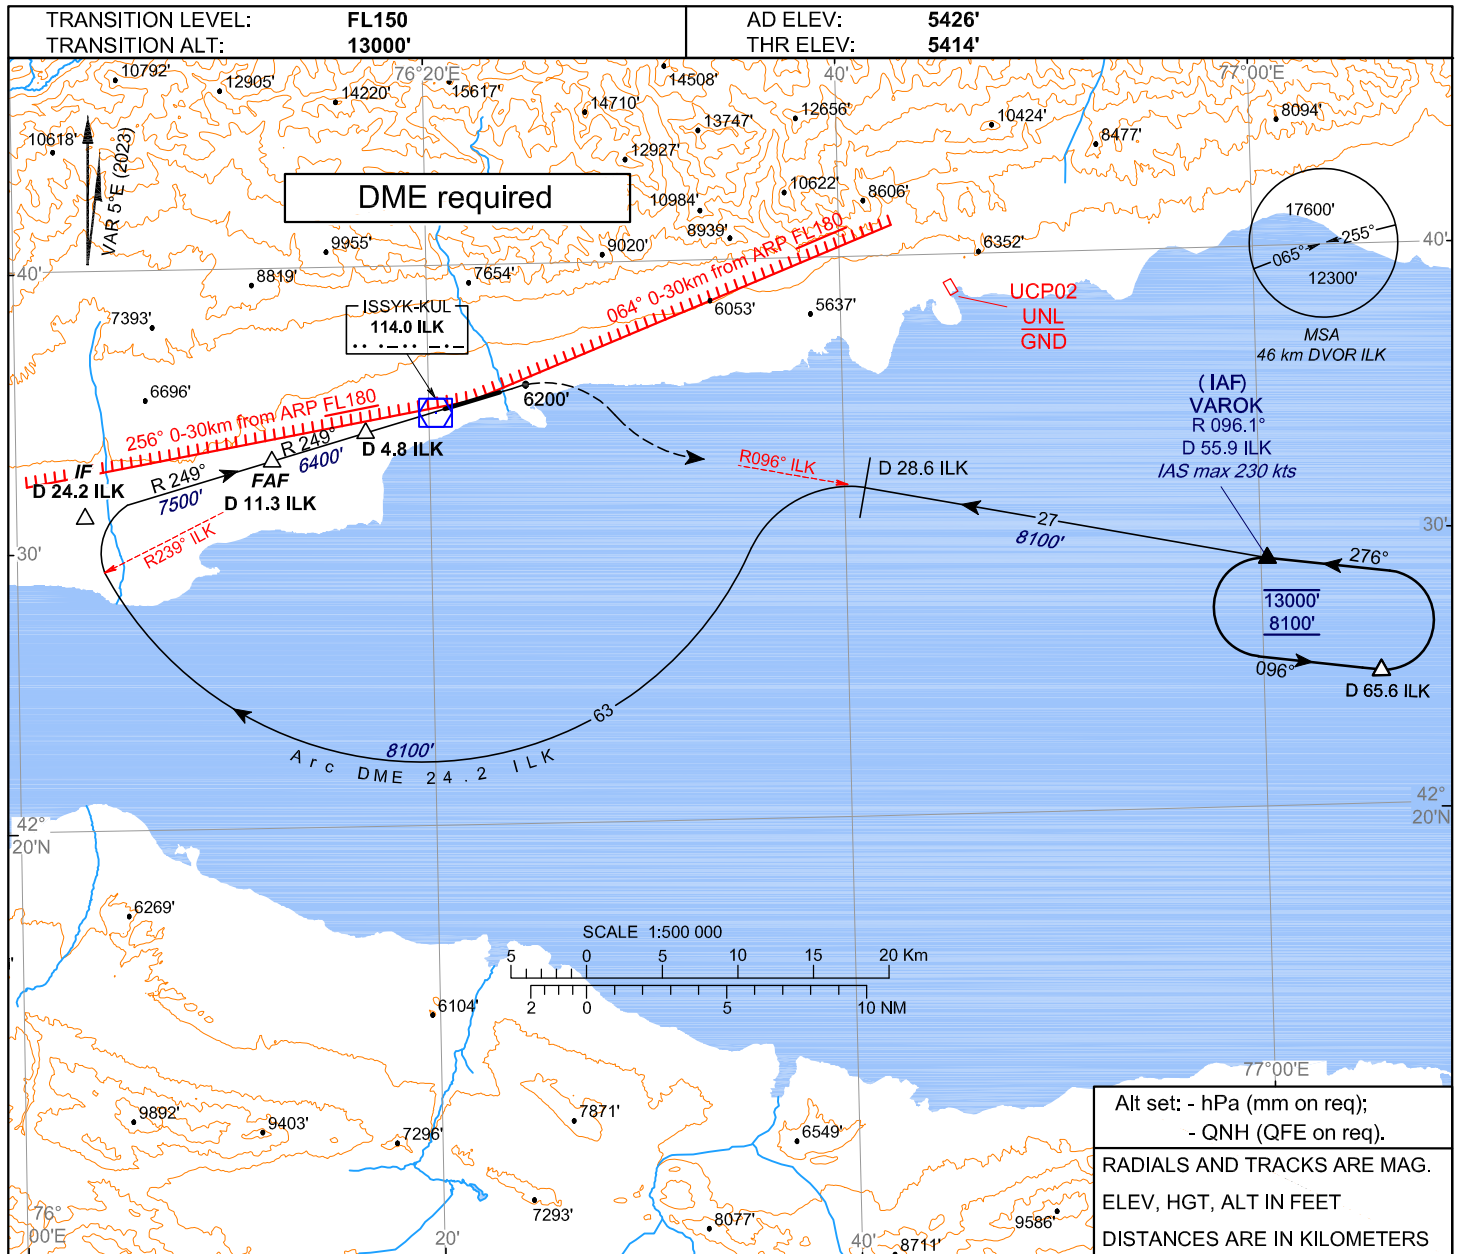 TRANSITION LEVEL: FL150
TRANSITION ALT: 13000'
AD ELEV: 5426'
THR ELEV: 5414'
76°20'E
40'
77°00'E
10792'
12905'
14220'
15617'
14508'
14710'
12656'
13747'
12927'
10424'
8477'
8094'
10618'
VAR 5°E (2023)
DME required
10622'
8606'
10984'
8939'
17600'
255°
065°
12300'
MSA
46 km DVOR ILK
9955'
9020'
6352'
40'
40'
8819'
7654'
064° 0-30km from ARP FL180
6053'
5637'
UCP02
UNL
GND
7393'
ISSYK-KUL
114.0 ILK
6696'
256° 0-30km from ARP FL180
6200'
(IAF)
VAROK
R 096.1°
D 55.9 ILK
IAS max 230 kts
IF
D 24.2 ILK
R 249°
7500'
FAF
D 11.3 ILK
R 249°
6400'
D 4.8 ILK
R096° ILK
D 28.6 ILK
R239° ILK
27
8100'
30'
30'
276°
13000'
8100'
096°
D 65.6 ILK
63
8100'
Arc DME 24.2 ILK
42°
20'N
42°
20'N
6269'
SCALE 1:500 000
5 0 5 10 15 20 Km
2 0 5 10 NM
6104'
77°00'E
9892'
9403'
7296'
7871'
6549'
7293'
8077'
9586'
8711'
76°
00'E
20'
40'
Alt set: - hPa (mm on req);
- QNH (QFE on req).
RADIALS AND TRACKS ARE MAG.
ELEV, HGT, ALT IN FEET
DISTANCES ARE IN KILOMETERS